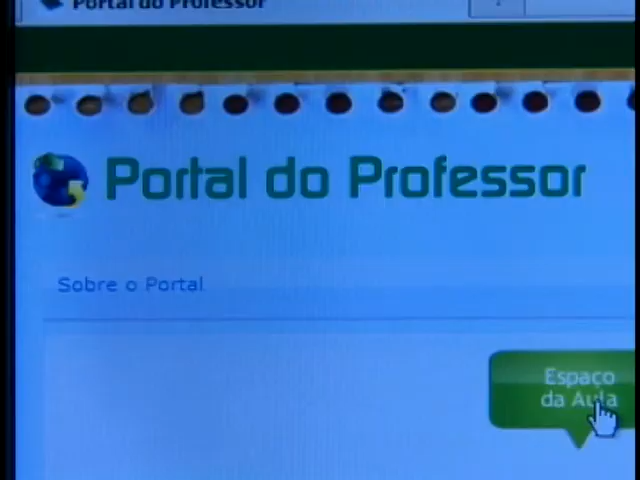 Portal do Professor
Portal do Professor
Sobre o Portal
Espaço
da Aula